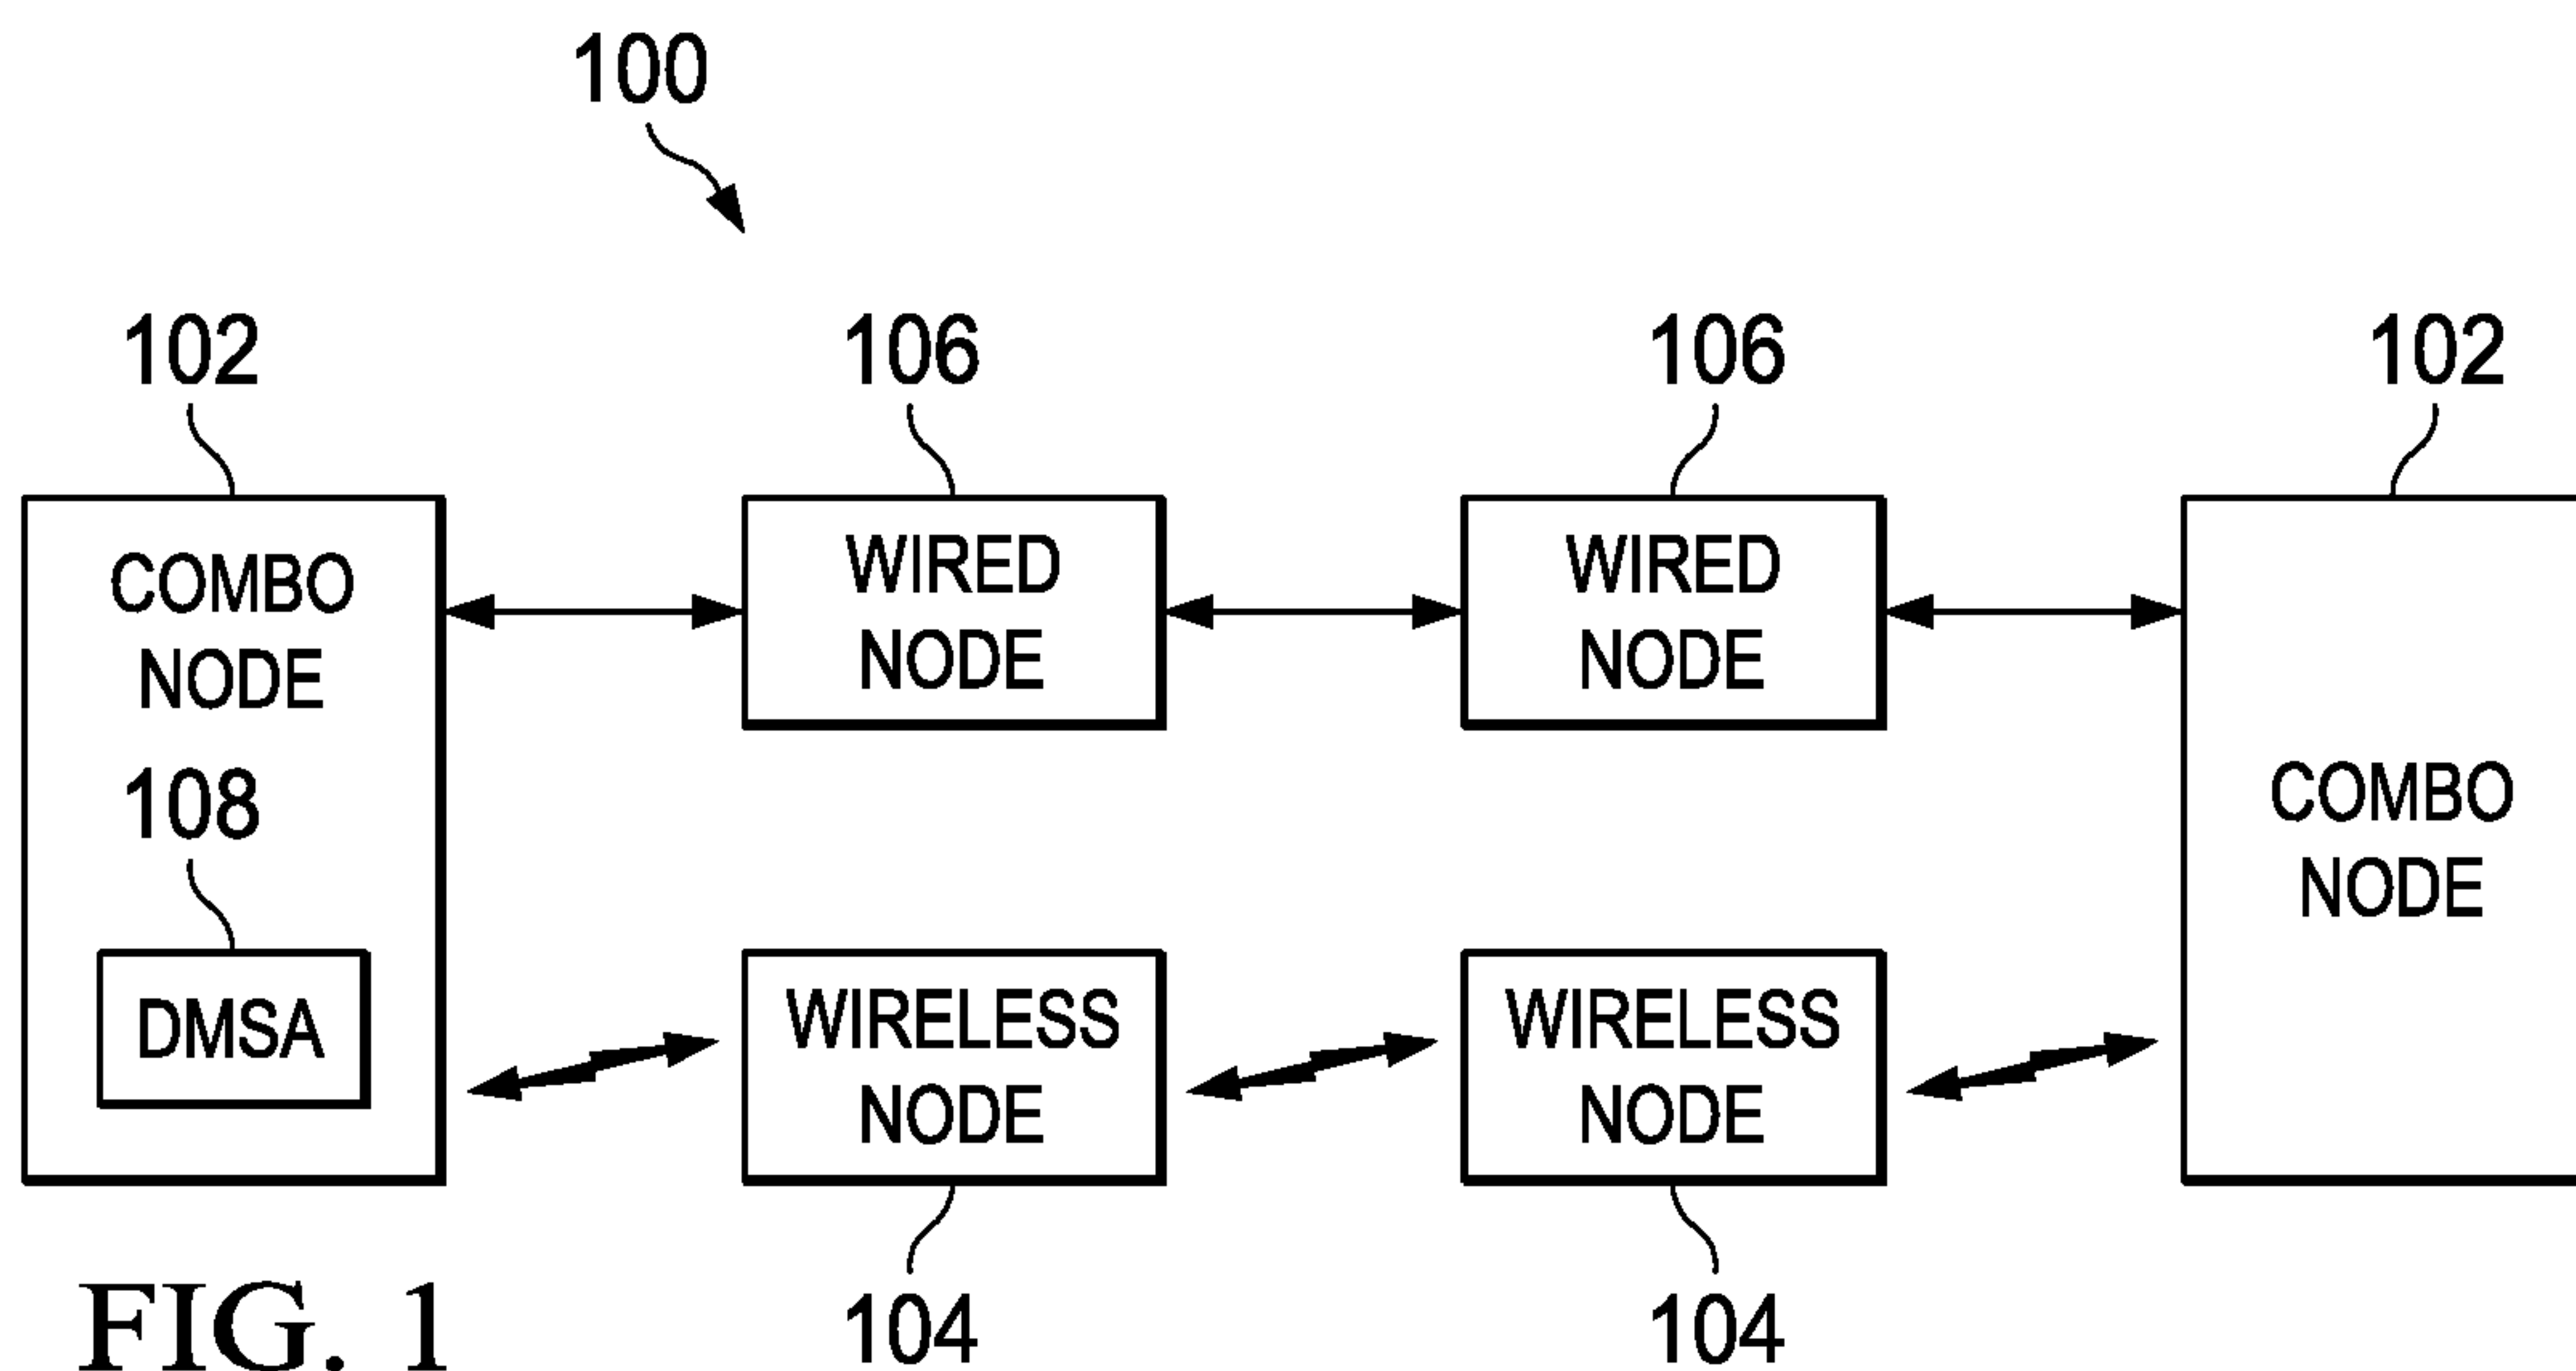 100
102
106
106
102
COMBO
NODE
WIRED
NODE
WIRED
NODE
COMBO
NODE
108
DMSA
WIRELESS
NODE
WIRELESS
NODE
104
104
FIG. 1